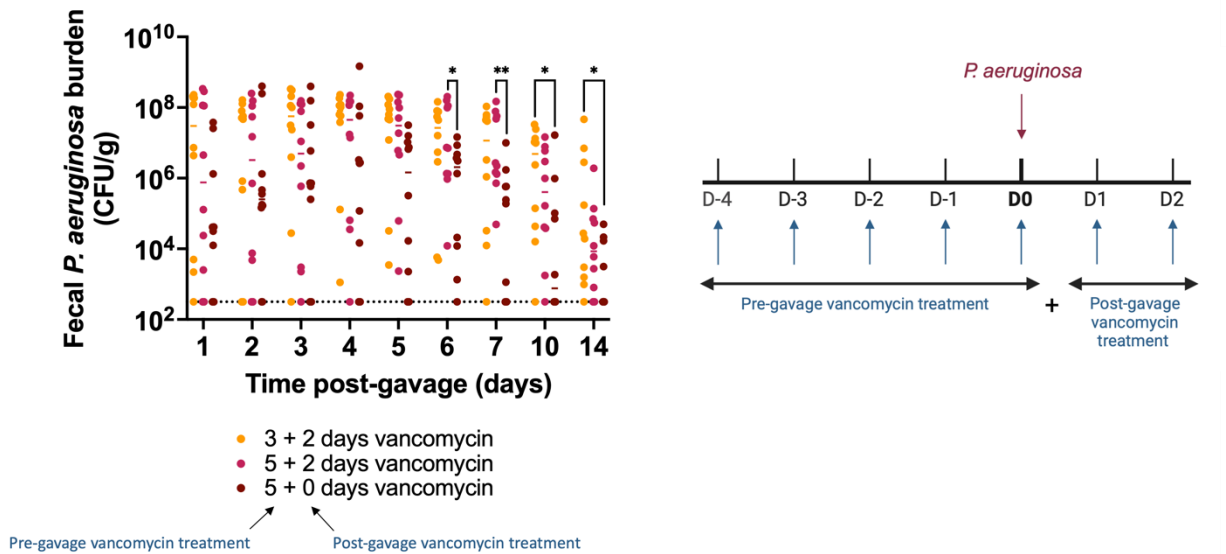 Fecal P. aeruginosa burden
(CFU/g)
10^10
10^8
10^6
10^4
10^2
* ** * *
1 2 3 4 5 6 7 10 14
Time post-gavage (days)
3 + 2 days vancomycin
5 + 2 days vancomycin
5 + 0 days vancomycin
Pre-gavage vancomycin treatment
Post-gavage vancomycin treatment
P. aeruginosa
D-4 D-3 D-2 D-1 D0 D1 D2
Pre-gavage vancomycin treatment
+
Post-gavage
vancomycin
treatment